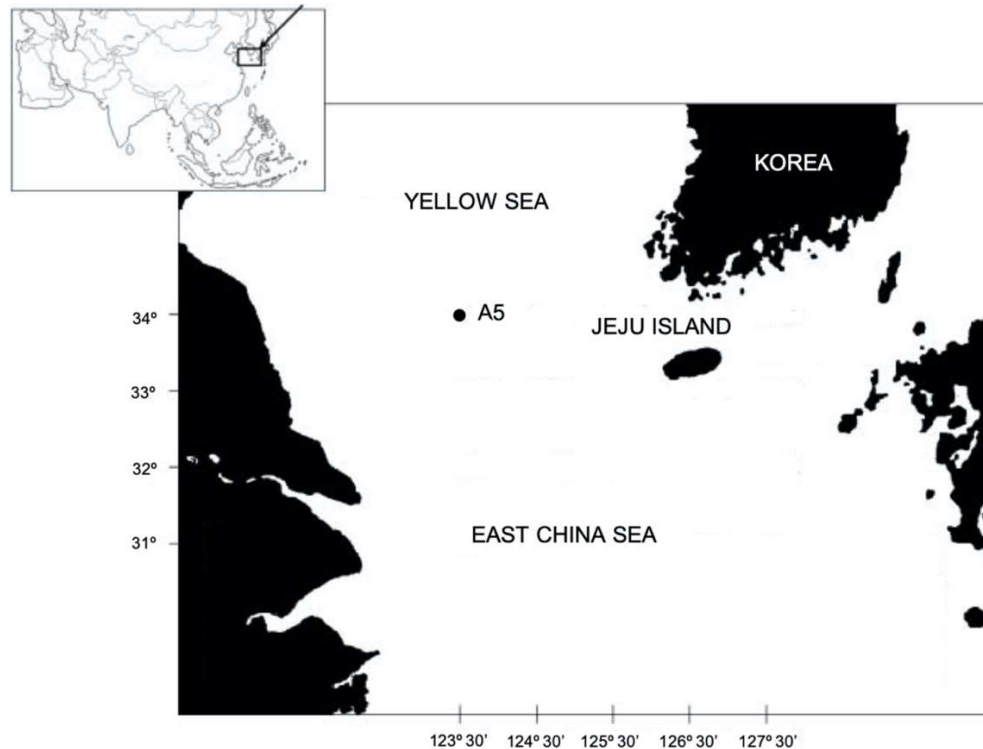 KOREA
YELLOW SEA
A5
JEJU ISLAND
EAST CHINA SEA
34º
33º
32º
31º
123º 30' 124º 30' 125º 30' 126º 30' 127º 30'